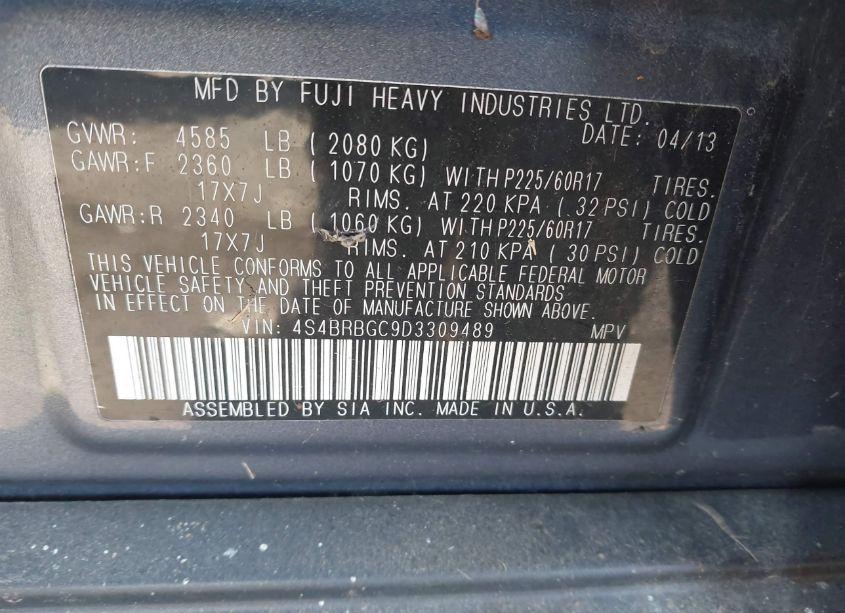 MFD BY FUJI HEAVY INDUSTRIES LTD.
DATE: 04/13
GVWR: 4585 LB ( 2080 KG)
GAWR:F 2360 LB ( 1070 KG) WITH P225/60R17 TIRES.
17X7J RIMS. AT 220 KPA ( 32 PSI) COLD
GAWR:R 2340 LB ( 1060 KG) WITH P225/60R17 TIRES.
17X7J RIMS. AT 210 KPA ( 30 PSI) COLD
THIS VEHICLE CONFORMS TO ALL APPLICABLE FEDERAL MOTOR
VEHICLE SAFETY AND THEFT PREVENTION STANDARDS
IN EFFECT ON THE DATE OF MANUFACTURE SHOWN ABOVE.
VIN: 4S4BRBGC9D3309489 MPV
ASSEMBLED BY SIA INC. MADE IN U.S.A.